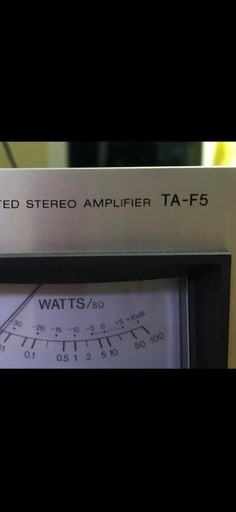 TED STEREO AMPLIFIER TA-F5
WATTS/8Ω
-20 -15 -10 -5 0 +5 +10dB
0.1 0.5 1 2 5 10 50 100